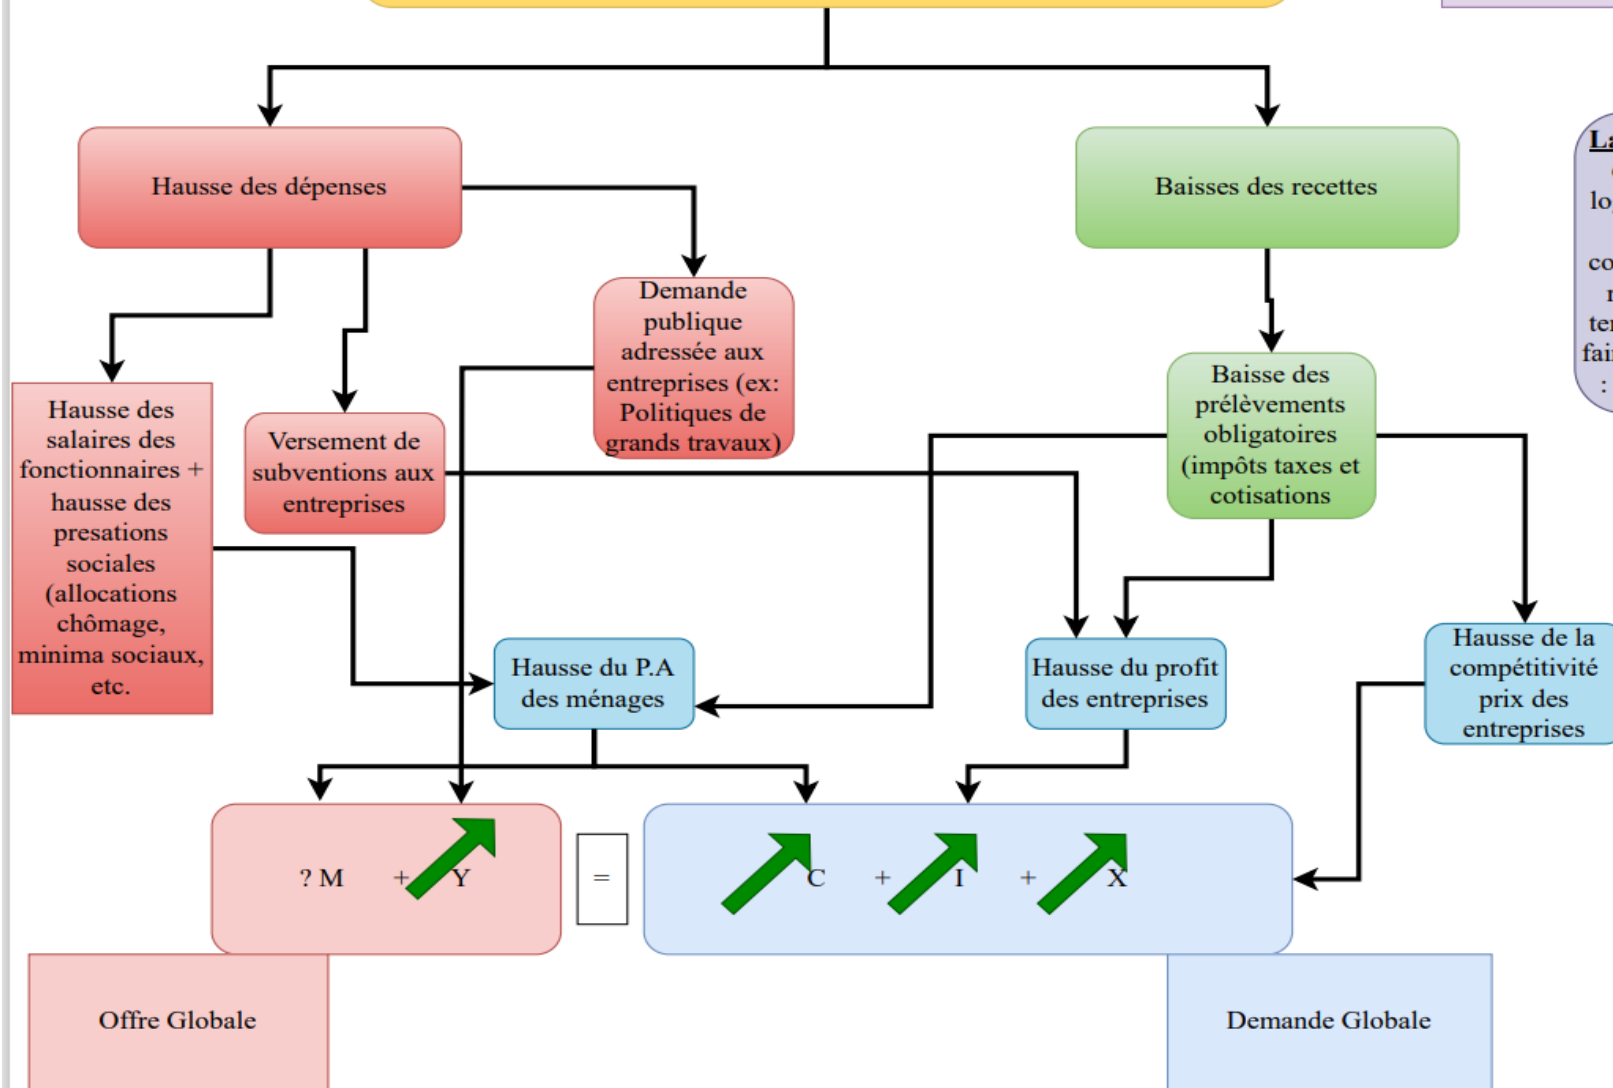 Hausse des dépenses
Baisses des recettes
Demande
publique
adressée aux
entreprises (ex:
Politiques de
grands travaux)
Baisse des
prélèvements
obligatoires
(impôts taxes et
cotisations
Hausse des
salaires des
fonctionnaires +
hausse des
presations
sociales
(allocations
chômage,
minima sociaux,
etc.
Versement de
subventions aux
entreprises
Hausse du P.A
des ménages
Hausse du profit
des entreprises
Hausse de la
compétitivité
prix des
entreprises
? M + Y = C + I + X
Offre Globale
Demande Globale